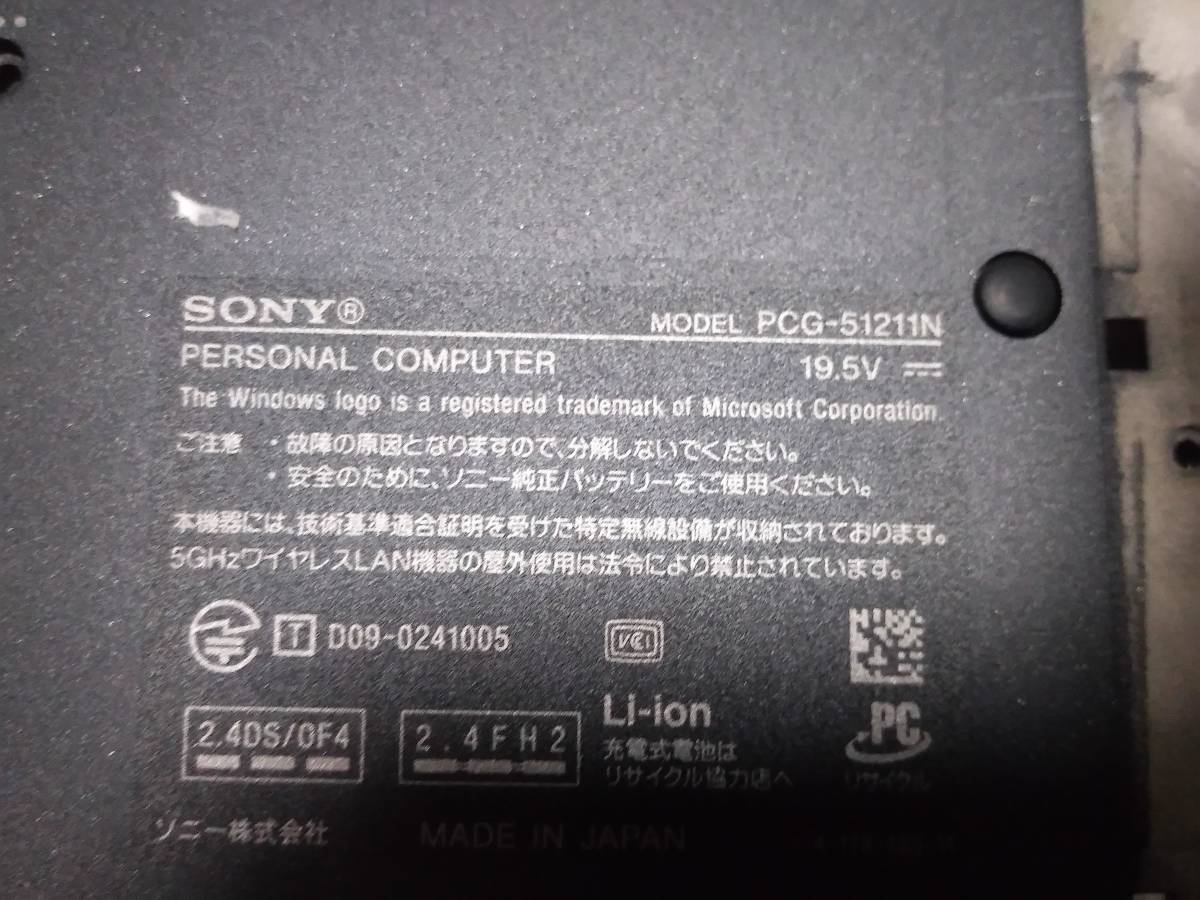 SONY®
MODEL PCG-51211N
PERSONAL COMPUTER
19.5V
The Windows logo is a registered trademark of Microsoft Corporation.
ご注意 ・故障の原因となりますので、分解しないでください。
・安全のために、ソニー純正バッテリーをご使用ください。
本機器には、技術基準適合証明を受けた特定無線設備が収納されております。
5GHzワイヤレスLAN機器の屋外使用は法令により禁止されています。
T D09-0241005
VCI
2.4DS/OF4
2.4FH2
Li-ion
充電式電池は
リサイクル協力店へ
PC
リサイクル
ソニー株式会社
MADE IN JAPAN